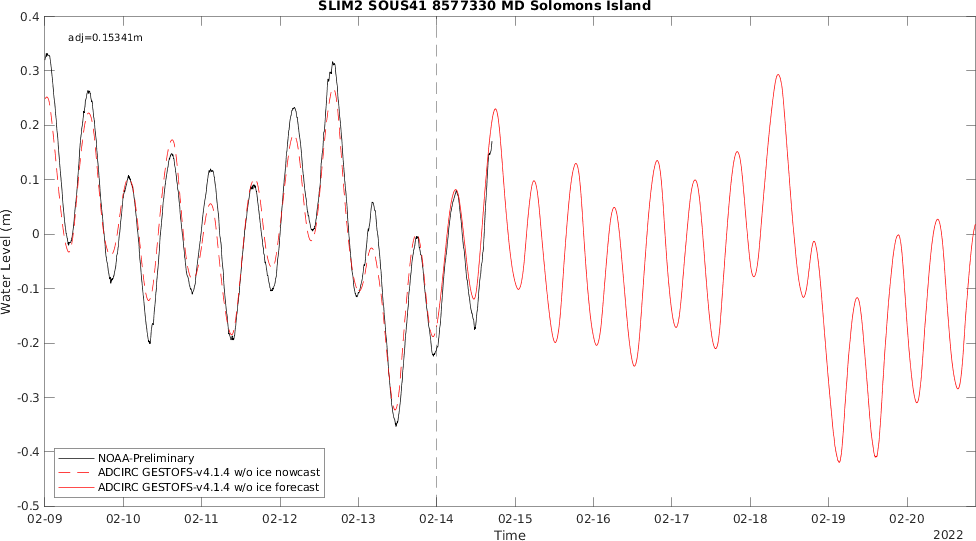 SLIM2 SOUS41 8577330 MD Solomons Island
adj=0.15341m
0.4
0.3
0.2
0.1
0
-0.1
-0.2
-0.3
-0.4
-0.5
Water Level (m)
NOAA-Preliminary
ADCIRC GESTOFS-v4.1.4 w/o ice nowcast
ADCIRC GESTOFS-v4.1.4 w/o ice forecast
02-09 02-10 02-11 02-12 02-13 02-14 02-15 02-16 02-17 02-18 02-19 02-20
Time
2022